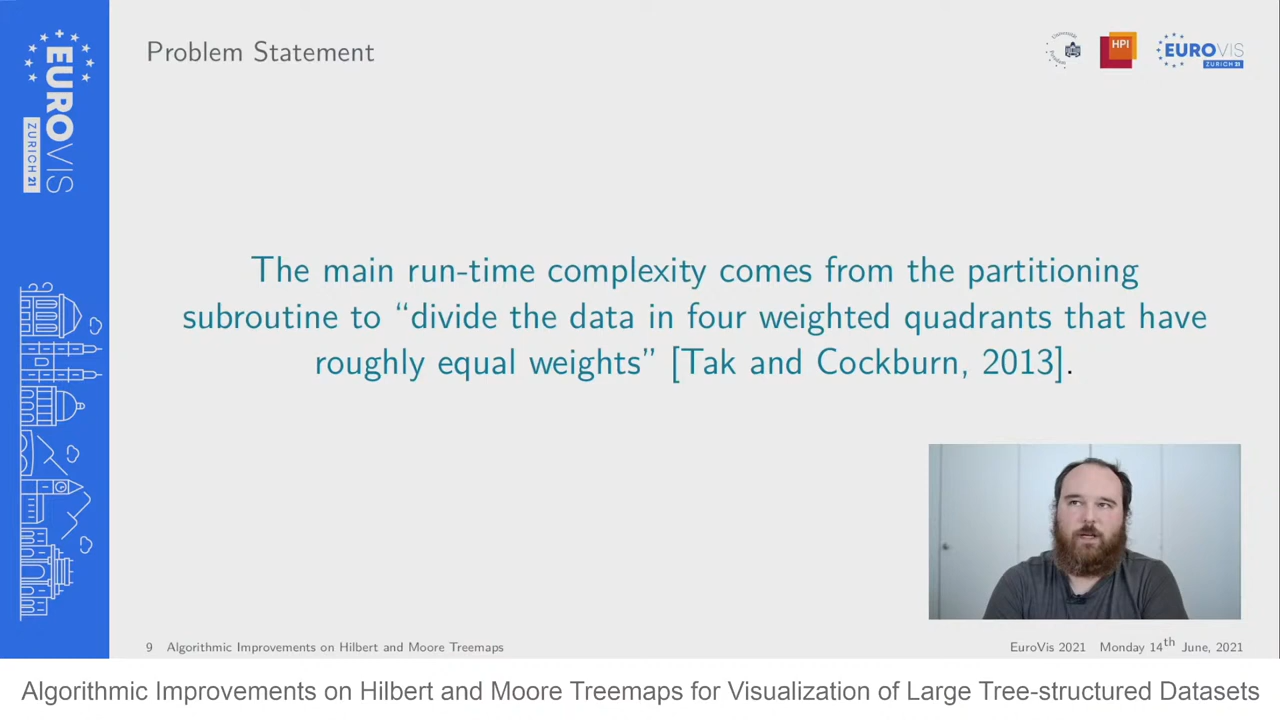 Problem Statement
HPI
EUROVIS
ZURICH 21
EUROVIS
ZURICH 21
The main run-time complexity comes from the partitioning
subroutine to “divide the data in four weighted quadrants that have
roughly equal weights” [Tak and Cockburn, 2013].
9 Algorithmic Improvements on Hilbert and Moore Treemaps
EuroVis 2021 Monday 14th June, 2021
Algorithmic Improvements on Hilbert and Moore Treemaps for Visualization of Large Tree-structured Datasets